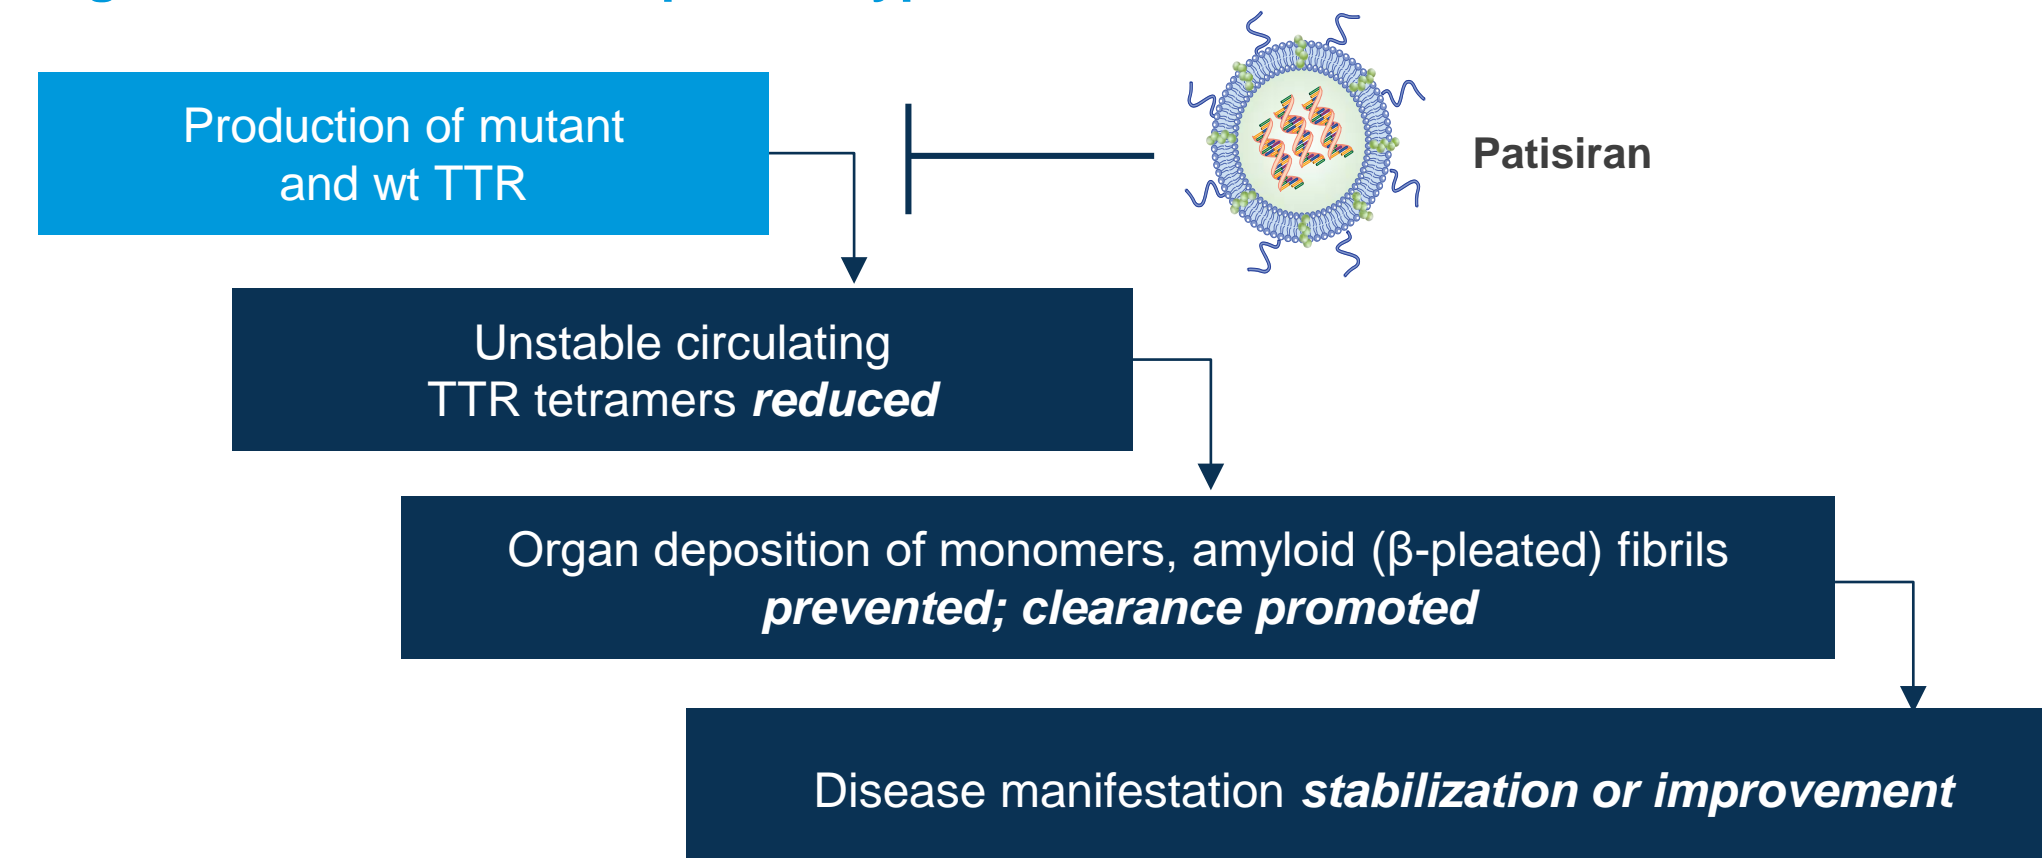 Production of mutant
and wt TTR
Patisiran
Unstable circulating
TTR tetramers reduced
Organ deposition of monomers, amyloid (β-pleated) fibrils
prevented; clearance promoted
Disease manifestation stabilization or improvement